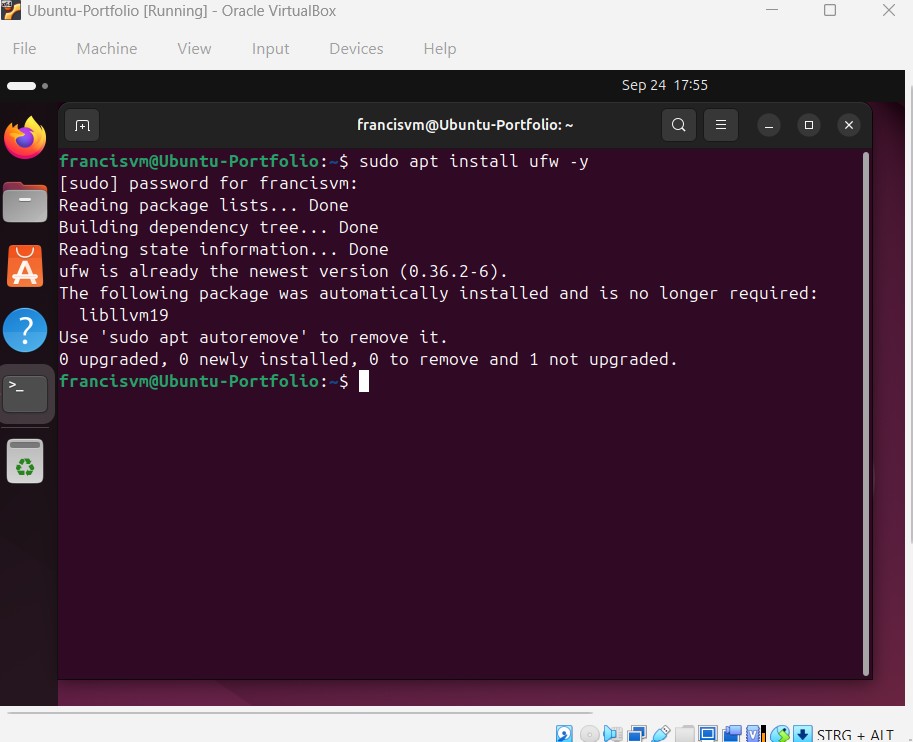 Ubuntu-Portfolio [Running] - Oracle VirtualBox
File Machine View Input Devices Help
Sep 24 17:55
francisvm@Ubuntu-Portfolio: ~
francisvm@Ubuntu-Portfolio:~$ sudo apt install ufw -y
[sudo] password for francisvm:
Reading package lists... Done
Building dependency tree... Done
Reading state information... Done
ufw is already the newest version (0.36.2-6).
The following package was automatically installed and is no longer required:
  libllvm19
Use 'sudo apt autoremove' to remove it.
0 upgraded, 0 newly installed, 0 to remove and 1 not upgraded.
francisvm@Ubuntu-Portfolio:~$
STRG + ALT